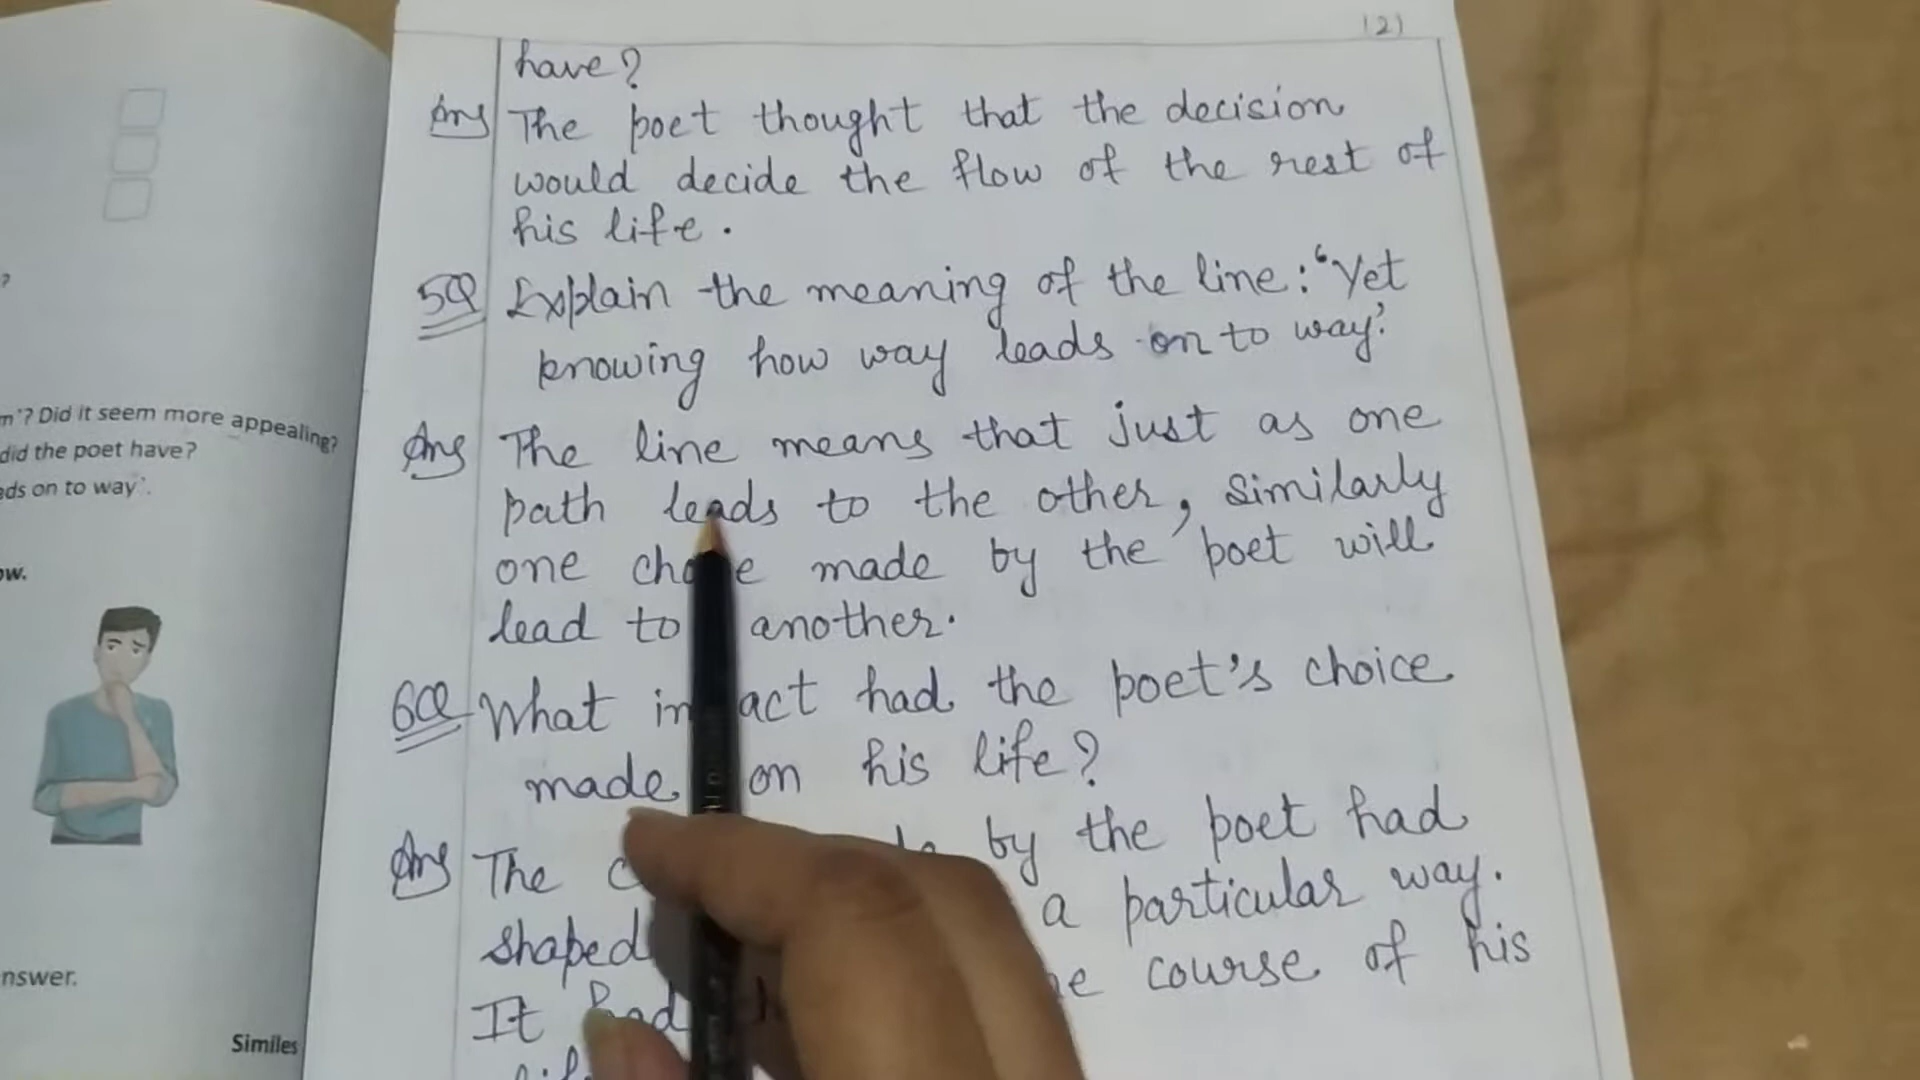 (2)
have?
Ans The poet thought that the decision
would decide the flow of the rest of
his life.
5Q Explain the meaning of the line: 'Yet
knowing how way leads on to way'.
Ans The line means that just as one
path leads to the other, similarly
one made by the poet will
lead to another.
6Q What had the poet's choice
made on his life?
Ans The by the poet had
shaped a particular way.
It course of his
?
m'? Did it seem more appealing?
did the poet have?
eds on to way'.
ow.
nswer.
Similes